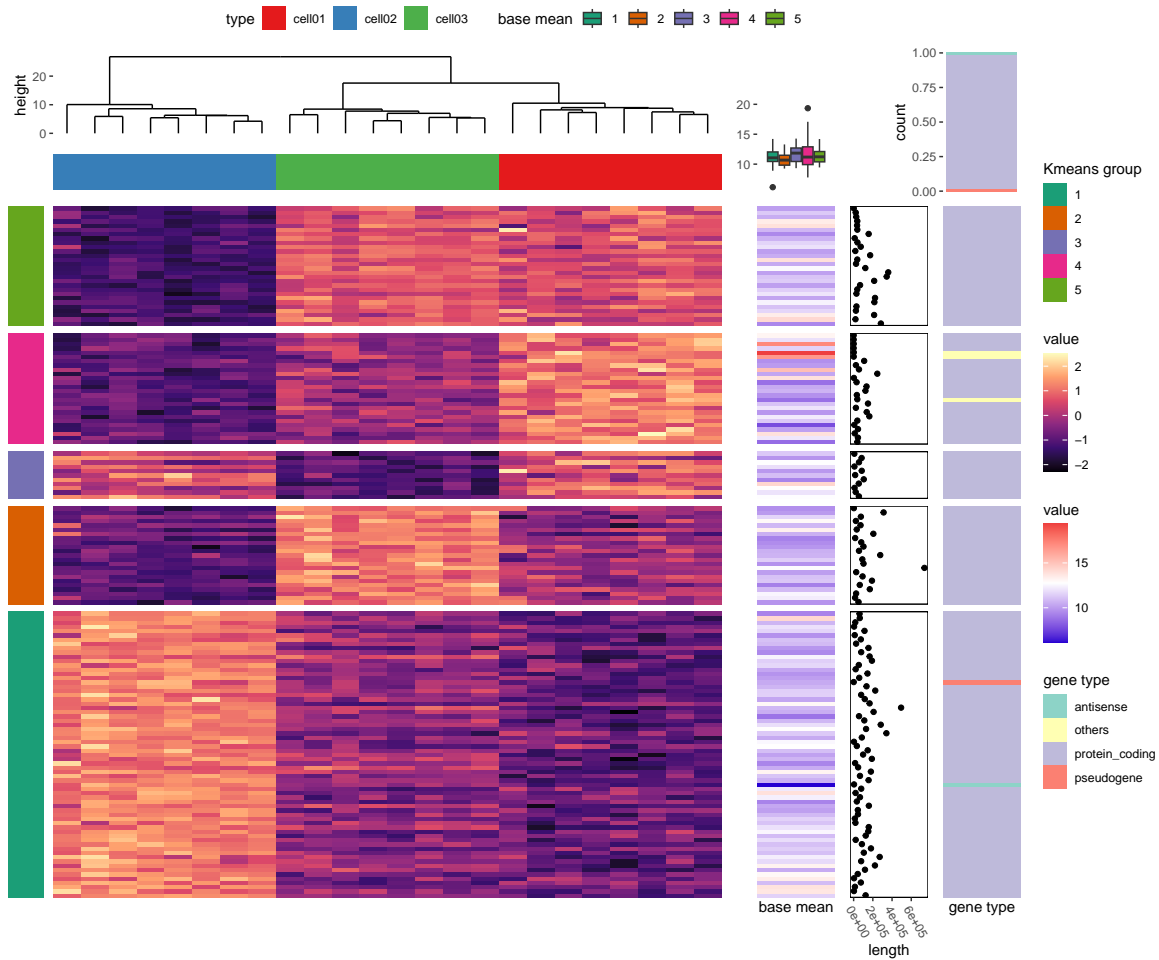 type cell01 cell02 cell03 base mean 1 2 3 4 5
height
20
10
0
20
15
10
count
1.00
0.75
0.50
0.25
0.00
Kmeans group
1
2
3
4
5
value
2
1
0
−1
−2
value
15
10
gene type
antisense
others
protein_coding
pseudogene
base mean
0e+00
2e+05
4e+05
6e+05
length
gene type